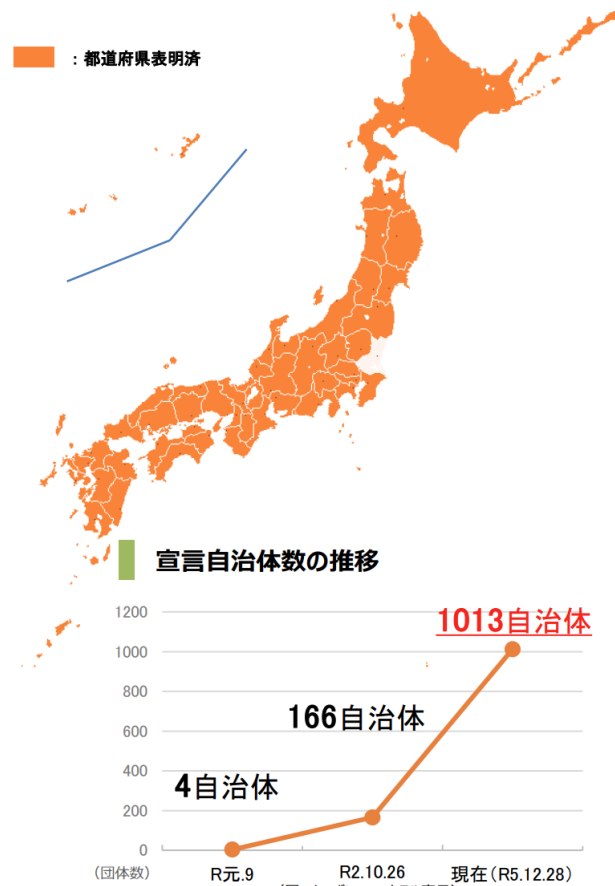 ：都道府県表明済
宣言自治体数の推移
1200
1000
800
600
400
200
0
1013自治体
166自治体
4自治体
(団体数)
R元.9
R2.10.26
現在(R5.12.28)